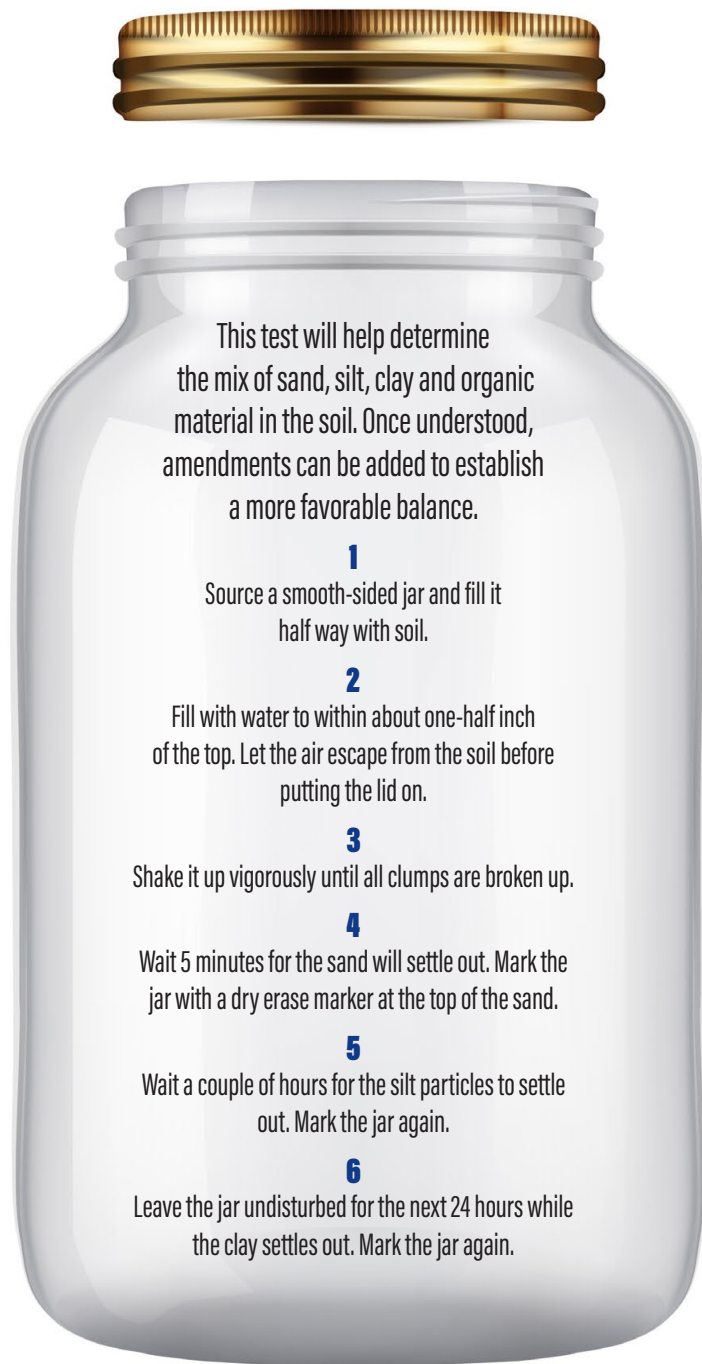 This test will help determine
the mix of sand, silt, clay and organic
material in the soil. Once understood,
amendments can be added to establish
a more favorable balance.
1
Source a smooth-sided jar and fill it
half way with soil.
2
Fill with water to within about one-half inch
of the top. Let the air escape from the soil before
putting the lid on.
3
Shake it up vigorously until all clumps are broken up.
4
Wait 5 minutes for the sand will settle out. Mark the
jar with a dry erase marker at the top of the sand.
5
Wait a couple of hours for the silt particles to settle
out. Mark the jar again.
6
Leave the jar undisturbed for the next 24 hours while
the clay settles out. Mark the jar again.